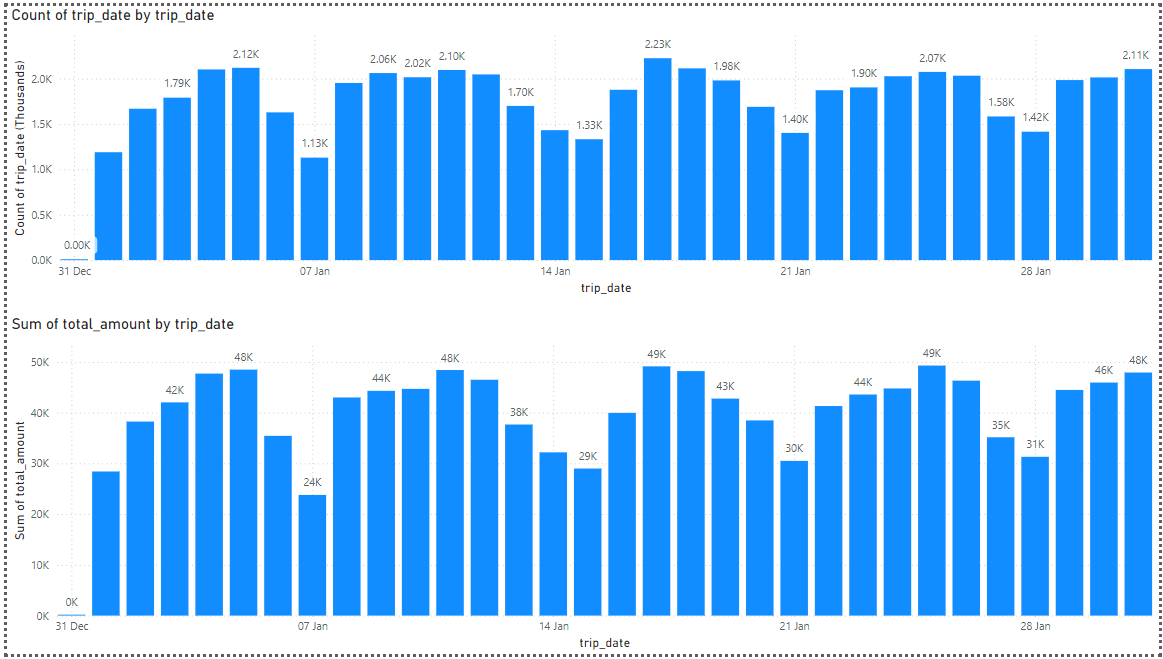 Count of trip_date by trip_date
Count of trip_date (Thousands)
2.0K
1.5K
1.0K
0.5K
0.0K
0.00K
1.79K
2.12K
1.13K
2.06K
2.02K
2.10K
1.70K
1.33K
2.23K
1.98K
1.40K
1.90K
2.07K
1.58K
1.42K
2.11K
31 Dec 07 Jan 14 Jan 21 Jan 28 Jan
trip_date
Sum of total_amount by trip_date
Sum of total_amount
50K
40K
30K
20K
10K
0K
0K
42K
48K
24K
44K
48K
38K
29K
49K
43K
30K
44K
49K
35K
31K
46K
48K
31 Dec 07 Jan 14 Jan 21 Jan 28 Jan
trip_date